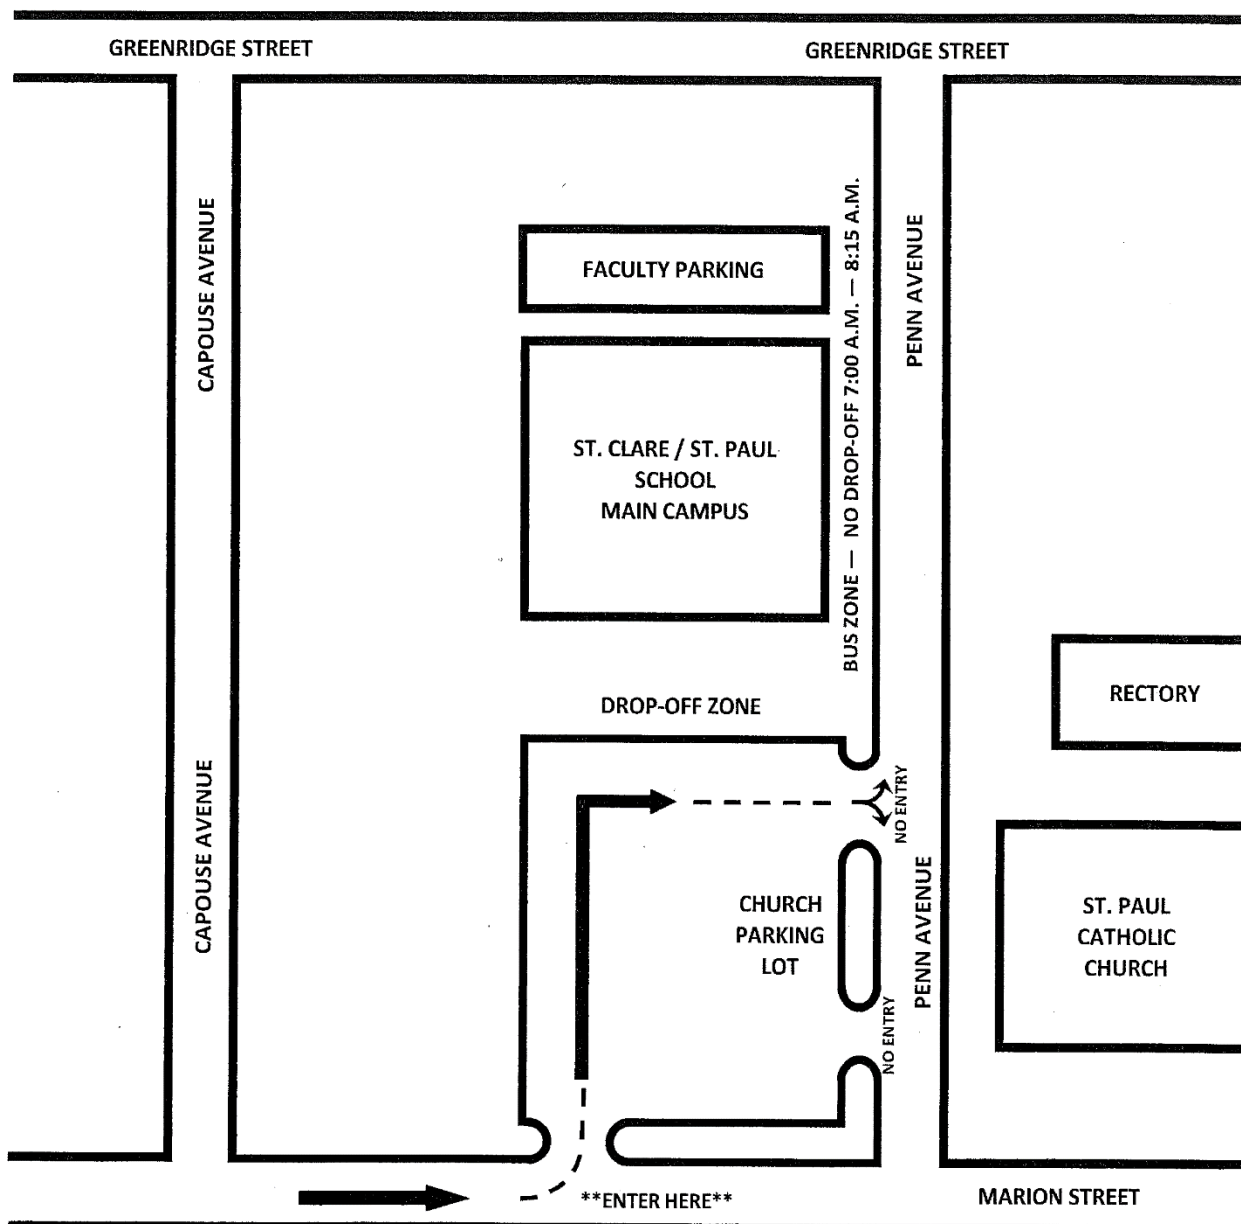 GREENRIDGE STREET
GREENRIDGE STREET
CAPOUSE AVENUE
FACULTY PARKING
BUS ZONE — NO DROP-OFF 7:00 A.M. — 8:15 A.M.
PENN AVENUE
ST. CLARE / ST. PAUL
SCHOOL
MAIN CAMPUS
RECTORY
DROP-OFF ZONE
CAPOUSE AVENUE
NO ENTRY
CHURCH
PARKING
LOT
PENN AVENUE
ST. PAUL
CATHOLIC
CHURCH
NO ENTRY
**ENTER HERE**
MARION STREET